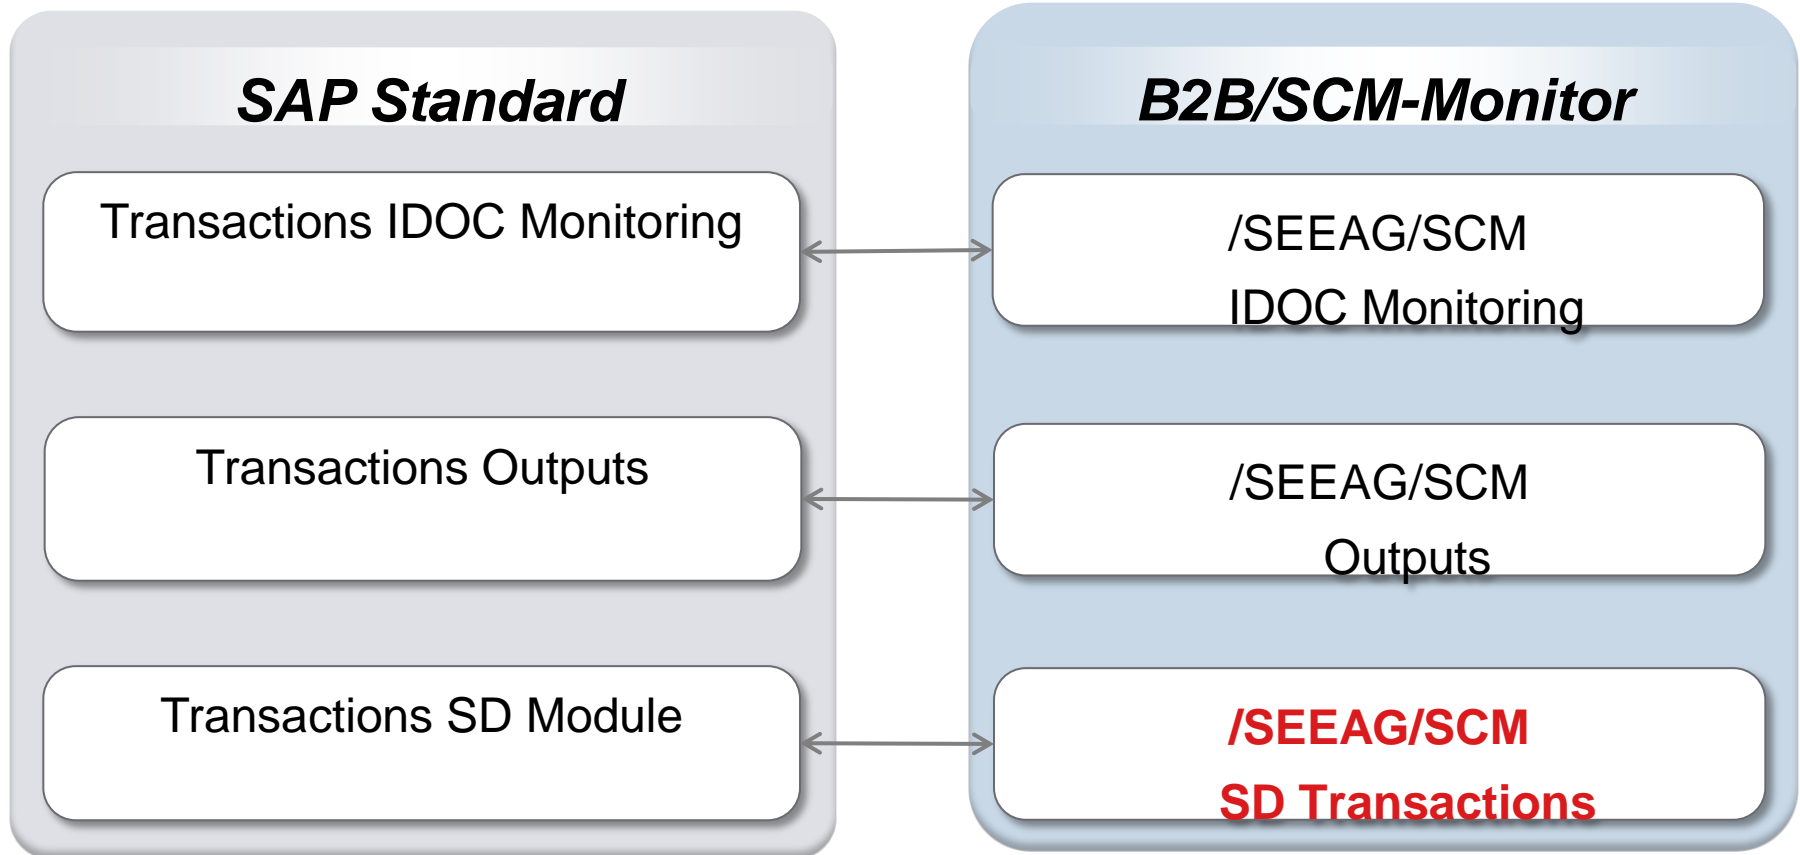 SAP Standard
Transactions IDOC Monitoring
Transactions Outputs
Transactions SD Module
B2B/SCM-Monitor
/SEEAG/SCM
IDOC Monitoring
/SEEAG/SCM
Outputs
/SEEAG/SCM
SD Transactions